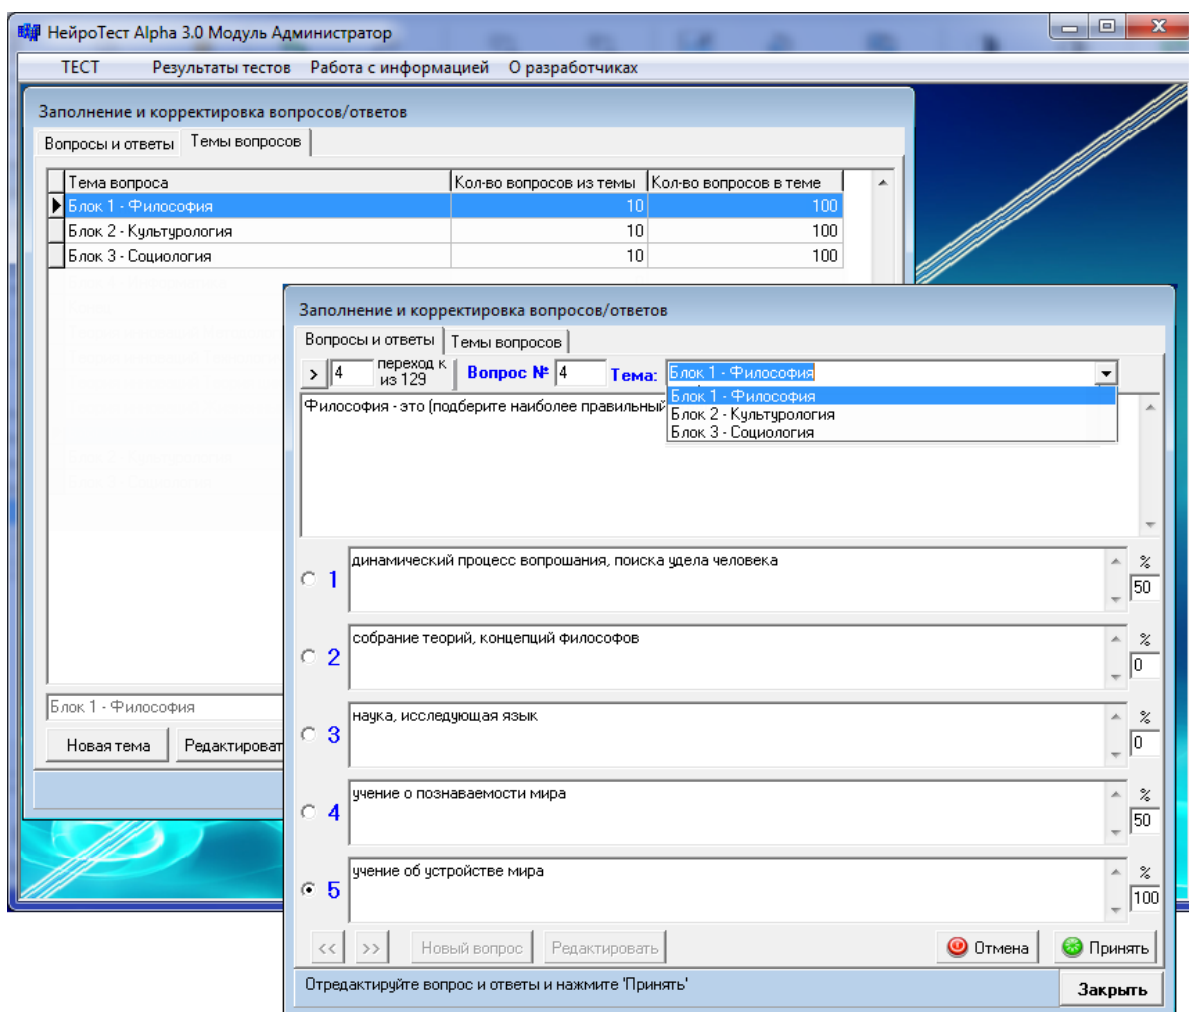 НейроТест Alpha 3.0 Модуль Администратор
ТЕСТ Результаты тестов Работа с информацией О разработчиках
Заполнение и корректировка вопросов/ответов
Вопросы и ответы Темы вопросов
Тема вопроса Кол-во вопросов из темы Кол-во вопросов в теме
Блок 1 - Философия 10 100
Блок 2 - Культурология 10 100
Блок 3 - Социология 10 100
Блок 1 - Философия
Новая тема Редактироват
Заполнение и корректировка вопросов/ответов
Вопросы и ответы Темы вопросов
> 4 переход к из 129 Вопрос № 4 Тема: Блок 1 - Философия
Блок 1 - Философия
Блок 2 - Культурология
Блок 3 - Социология
Философия - это (подберите наиболее правильный
1 динамический процесс вопрошания, поиска удела человека % 50
2 собрание теорий, концепций философов % 0
3 наука, исследующая язык % 0
4 учение о познаваемости мира % 50
5 учение об устройстве мира % 100
<< >> Новый вопрос Редактировать Отмена Принять
Отредактируйте вопрос и ответы и нажмите 'Принять'
Закрыть